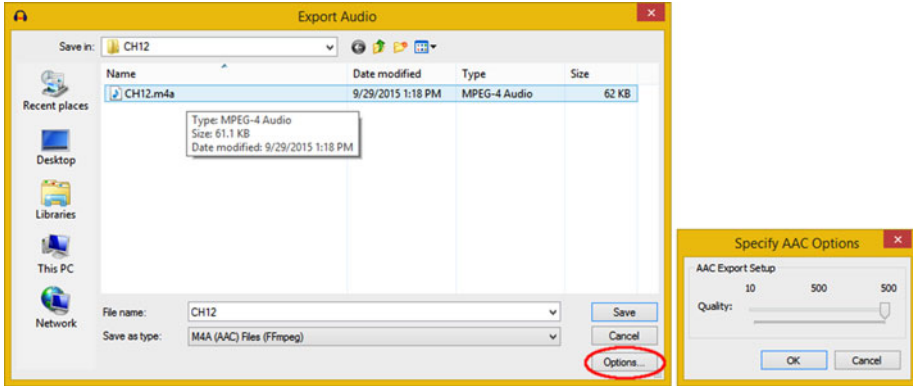 Export Audio
Save in: CH12
Name Date modified Type Size
CH12.m4a 9/29/2015 1:18 PM MPEG-4 Audio 62 KB
Type: MPEG-4 Audio
Size: 61.1 KB
Date modified: 9/29/2015 1:18 PM
Recent places
Desktop
Libraries
This PC
Network
File name: CH12 Save
Save as type: M4A (AAC) Files (FFmpeg) Cancel
Options...
Specify AAC Options
AAC Export Setup
10 500 500
Quality:
OK Cancel